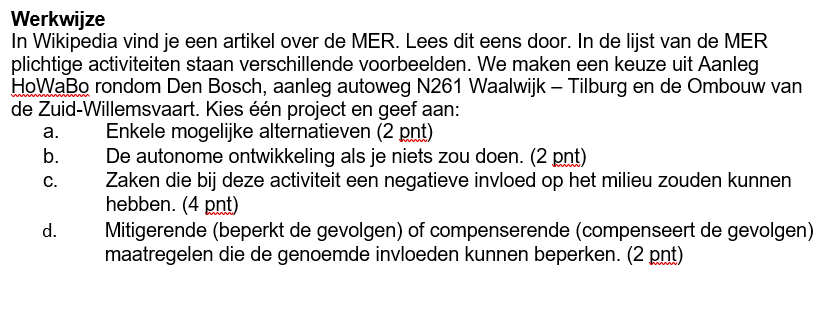 Werkwijze
In Wikipedia vind je een artikel over de MER. Lees dit eens door. In de lijst van de MER
plichtige activiteiten staan verschillende voorbeelden. We maken een keuze uit Aanleg
HoWaBo rondom Den Bosch, aanleg autoweg N261 Waalwijk – Tilburg en de Ombouw van
de Zuid-Willemsvaart. Kies één project en geef aan:
a. Enkele mogelijke alternatieven (2 pnt)
b. De autonome ontwikkeling als je niets zou doen. (2 pnt)
c. Zaken die bij deze activiteit een negatieve invloed op het milieu zouden kunnen
hebben. (4 pnt)
d. Mitigerende (beperkt de gevolgen) of compenserende (compenseert de gevolgen)
maatregelen die de genoemde invloeden kunnen beperken. (2 pnt)